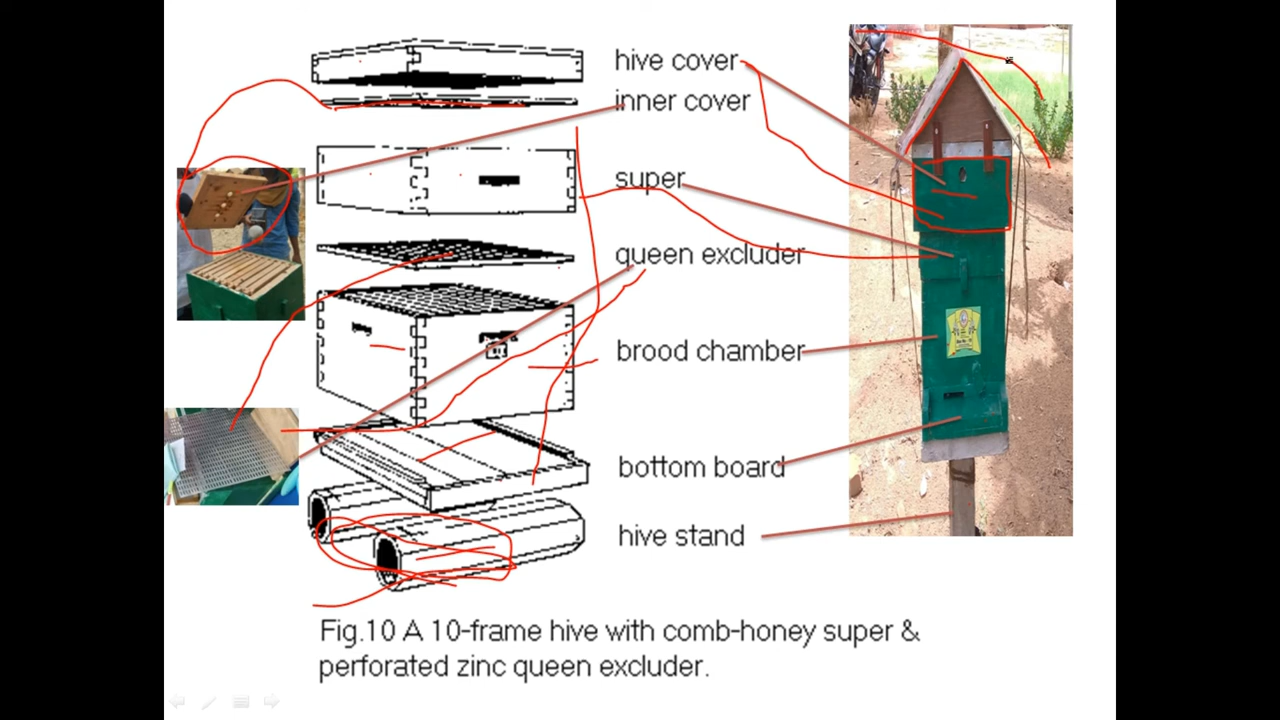 hive cover
inner cover
super
queen excluder
brood chamber
bottom board
hive stand
Fig.10 A 10-frame hive with comb-honey super &
perforated zinc queen excluder.